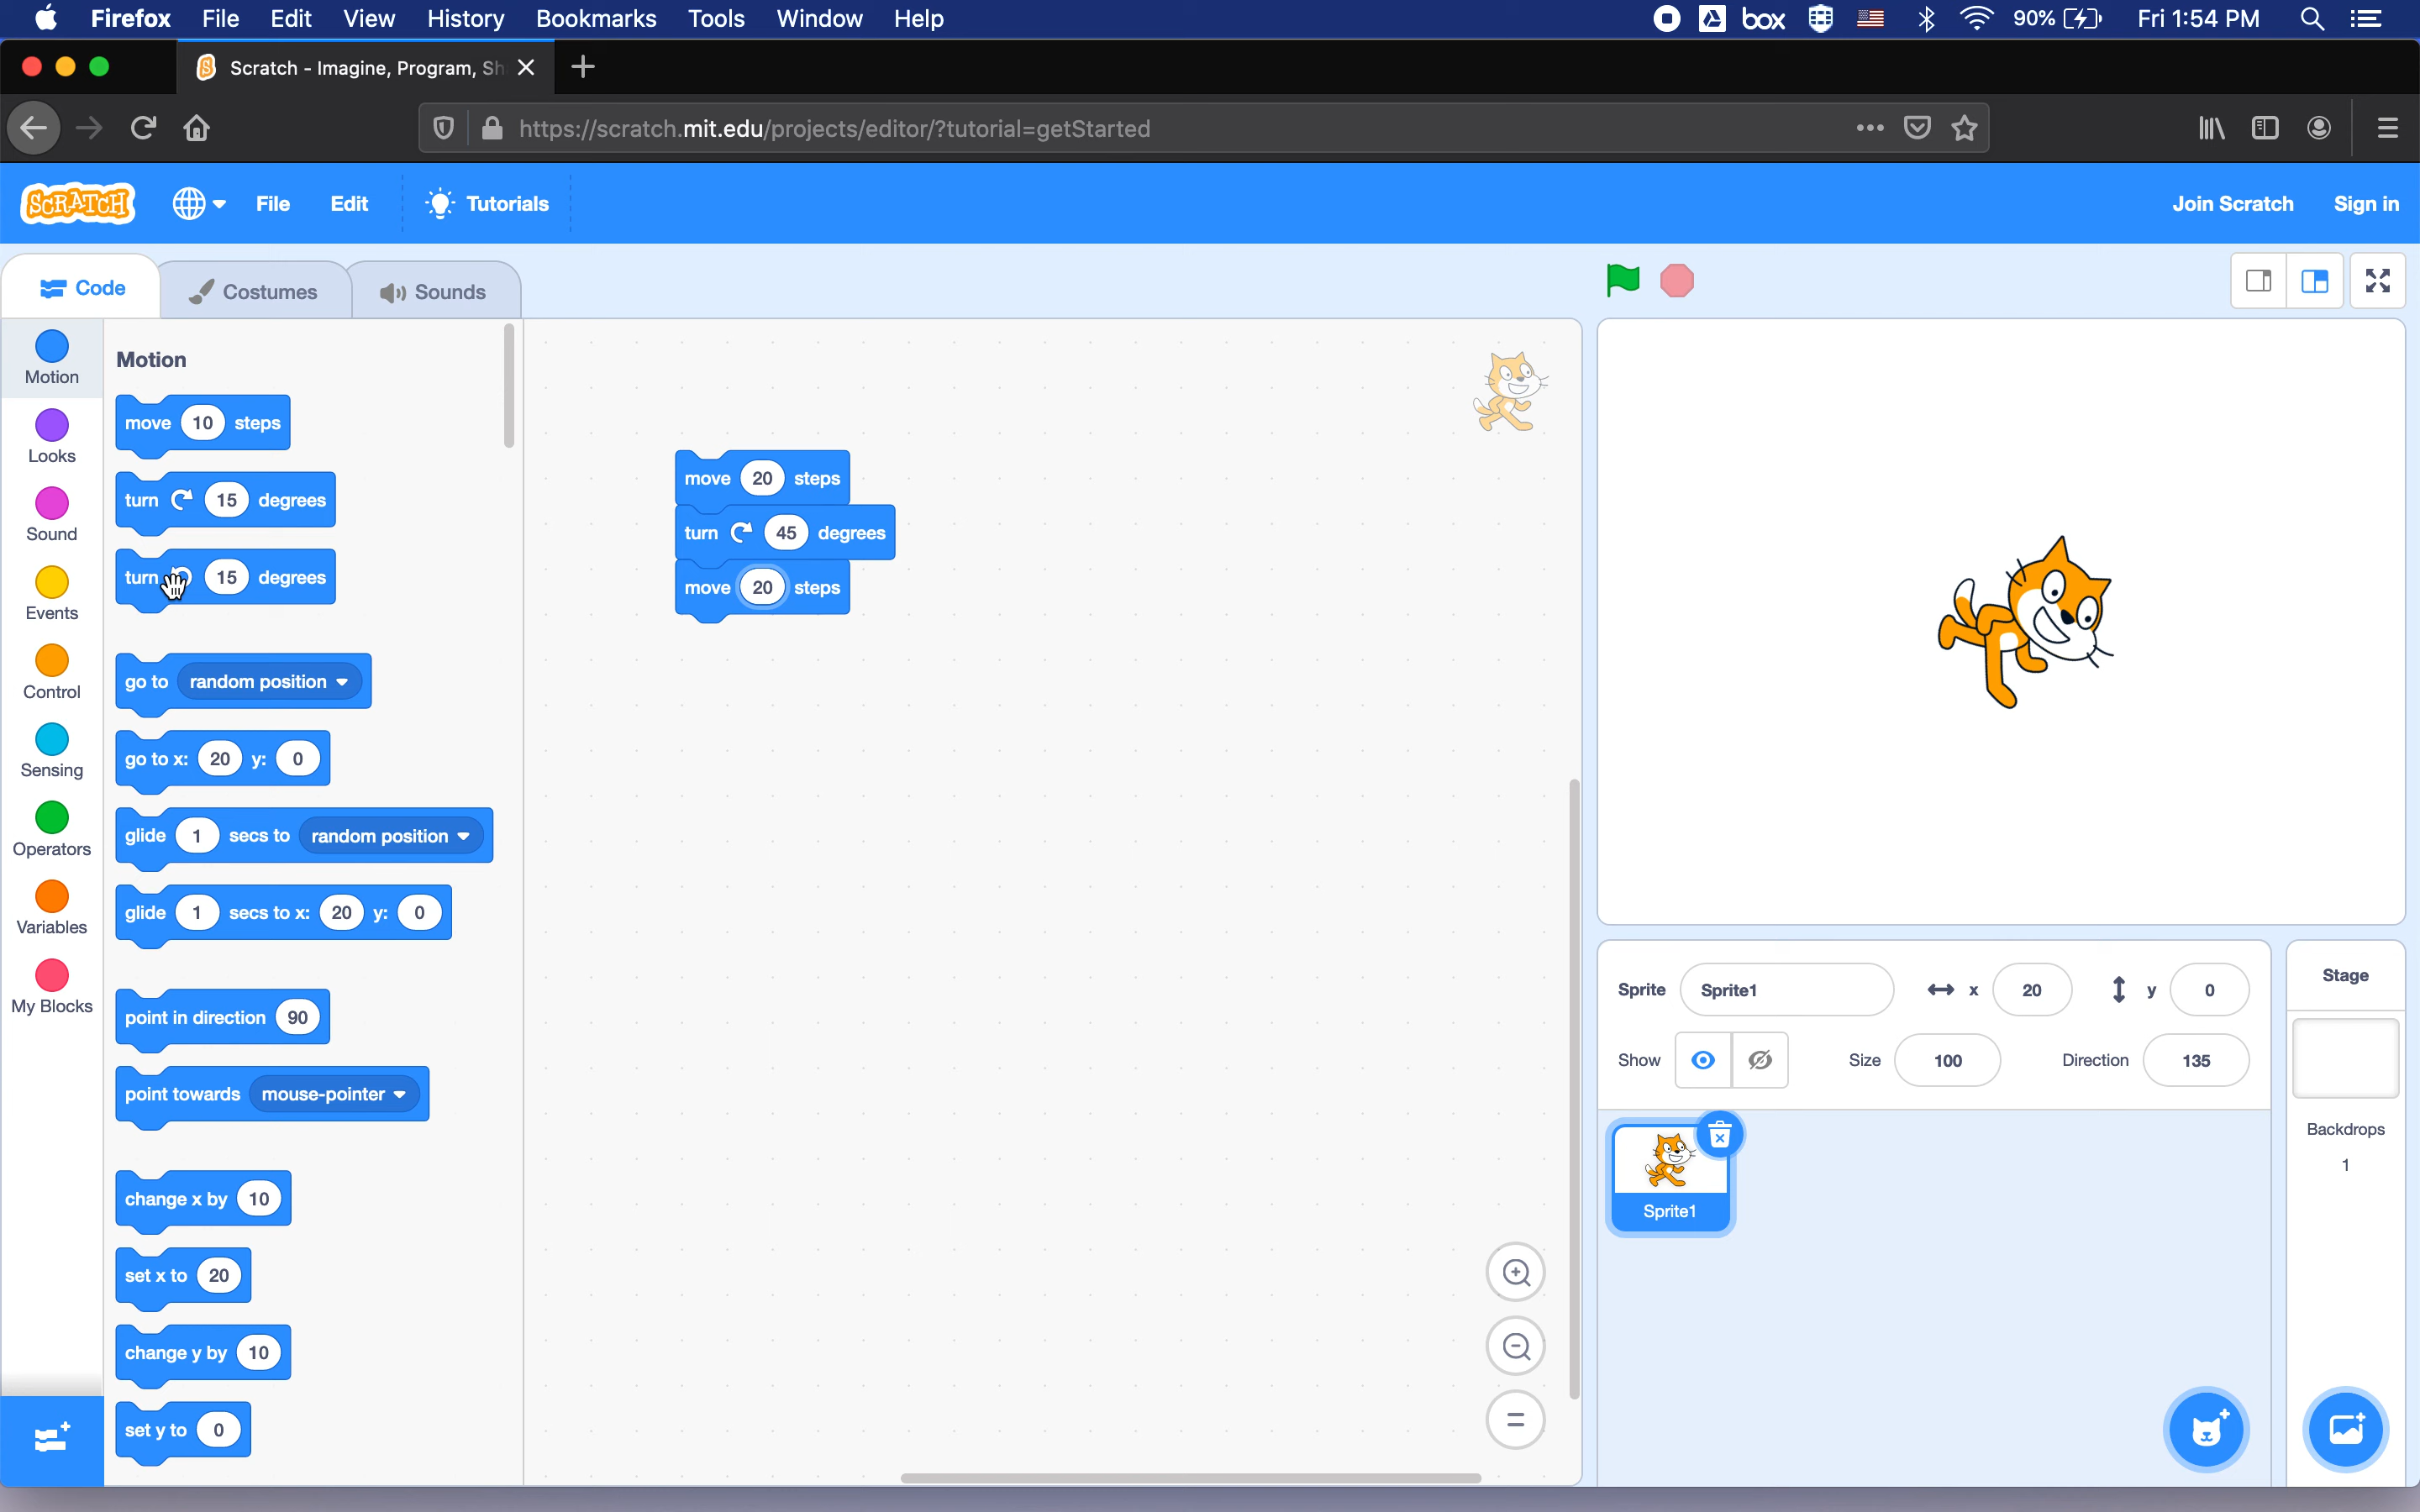 Firefox File Edit View History Bookmarks Tools Window Help box 90% Fri 1:54 PM
Scratch - Imagine, Program, Sh
https://scratch.mit.edu/projects/editor/?tutorial=getStarted
SCRATCH File Edit Tutorials Join Scratch Sign in
Code Costumes Sounds
Motion
Looks
Sound
Events
Control
Sensing
Operators
Variables
My Blocks
Motion
move 10 steps
turn 15 degrees
turn 15 degrees
go to random position
go to x: 20 y: 0
glide 1 secs to random position
glide 1 secs to x: 20 y: 0
point in direction 90
point towards mouse-pointer
change x by 10
set x to 20
change y by 10
set y to 0
move 20 steps
turn 45 degrees
move 20 steps
Sprite Sprite1 x 20 y 0
Show Size 100 Direction 135
Sprite1
Stage
Backdrops
1